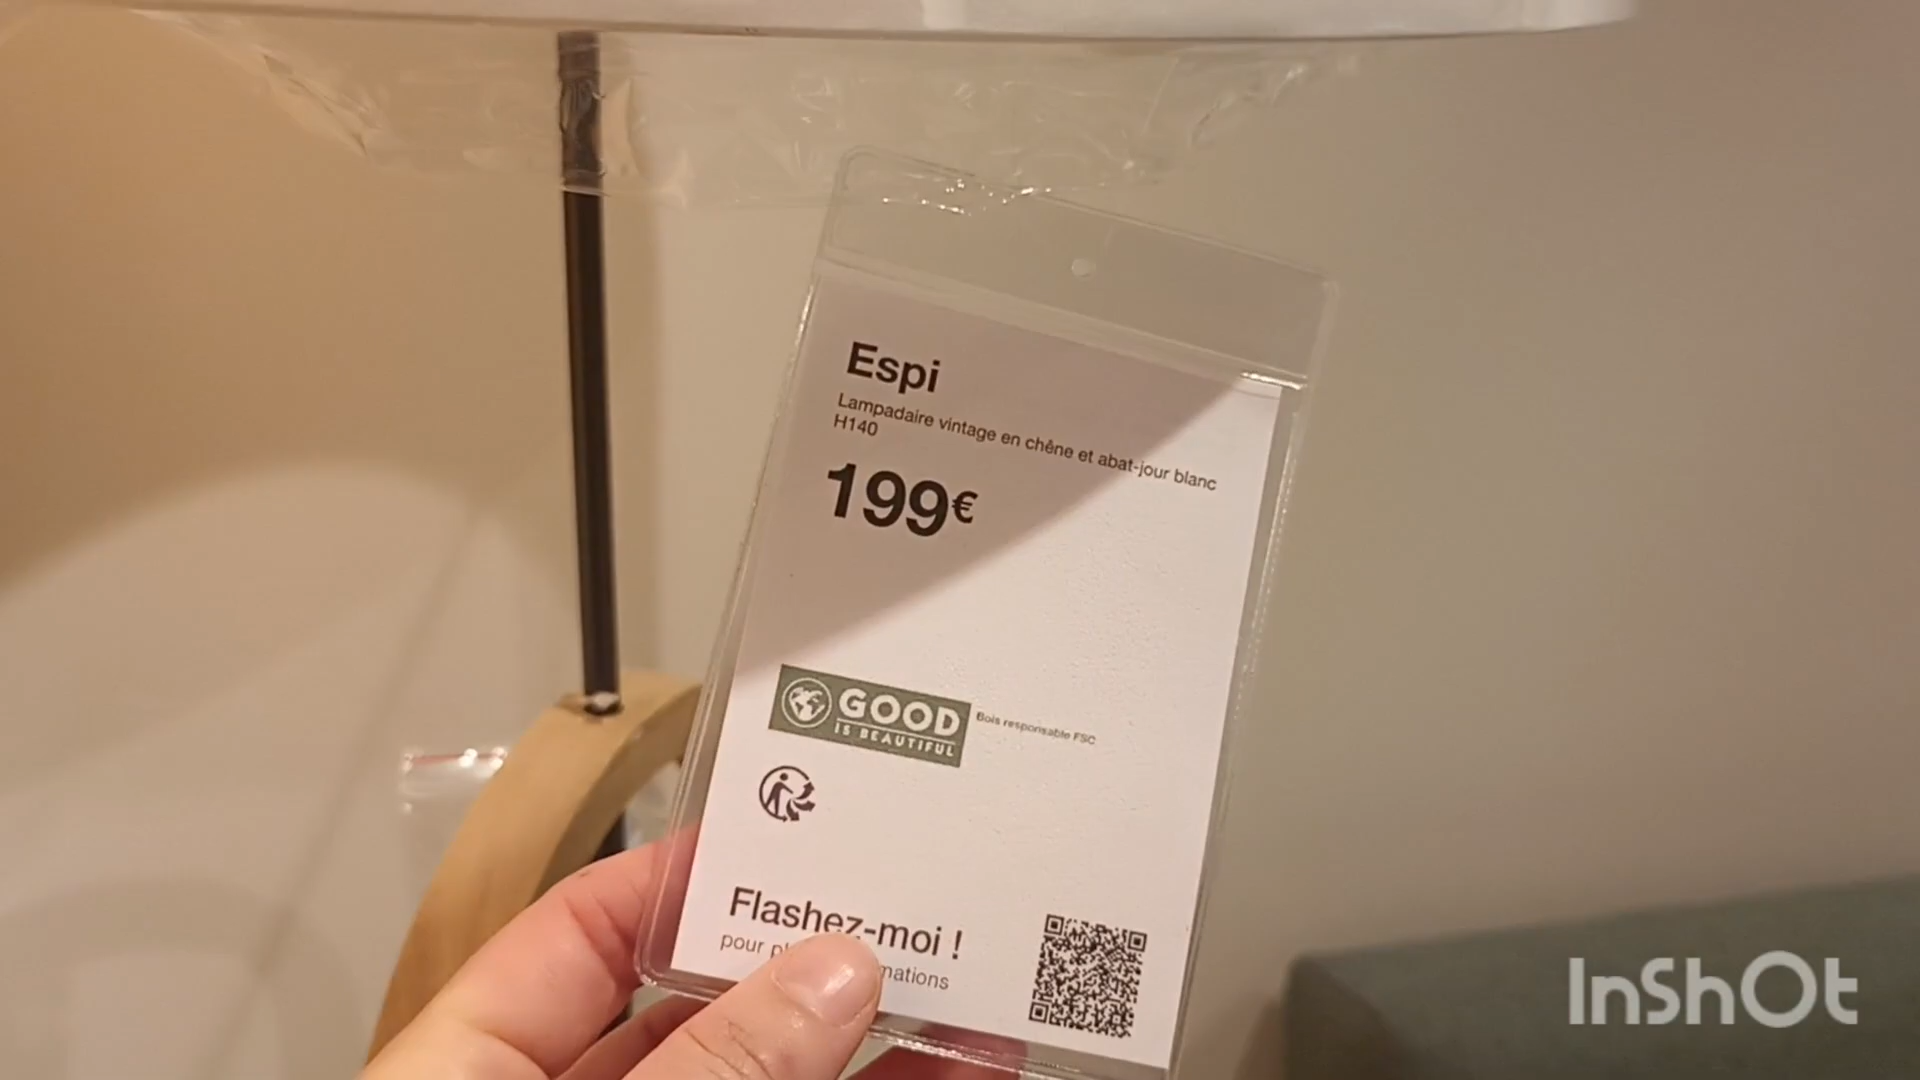 Espi
Lampadaire vintage en chêne et abat-jour blanc
H140
199€
GOOD
IS BEAUTIFUL
Bois responsable FSC
Flashez-moi !
pour
InShOt